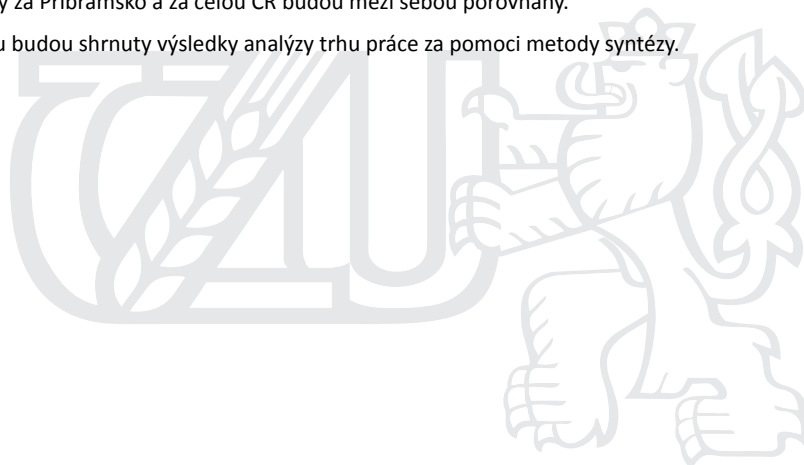 y za Příbramsko a za celou ČR budou mezi sebou porovnány.
u budou shrnuty výsledky analýzy trhu práce za pomoci metody syntézy.
ČZU